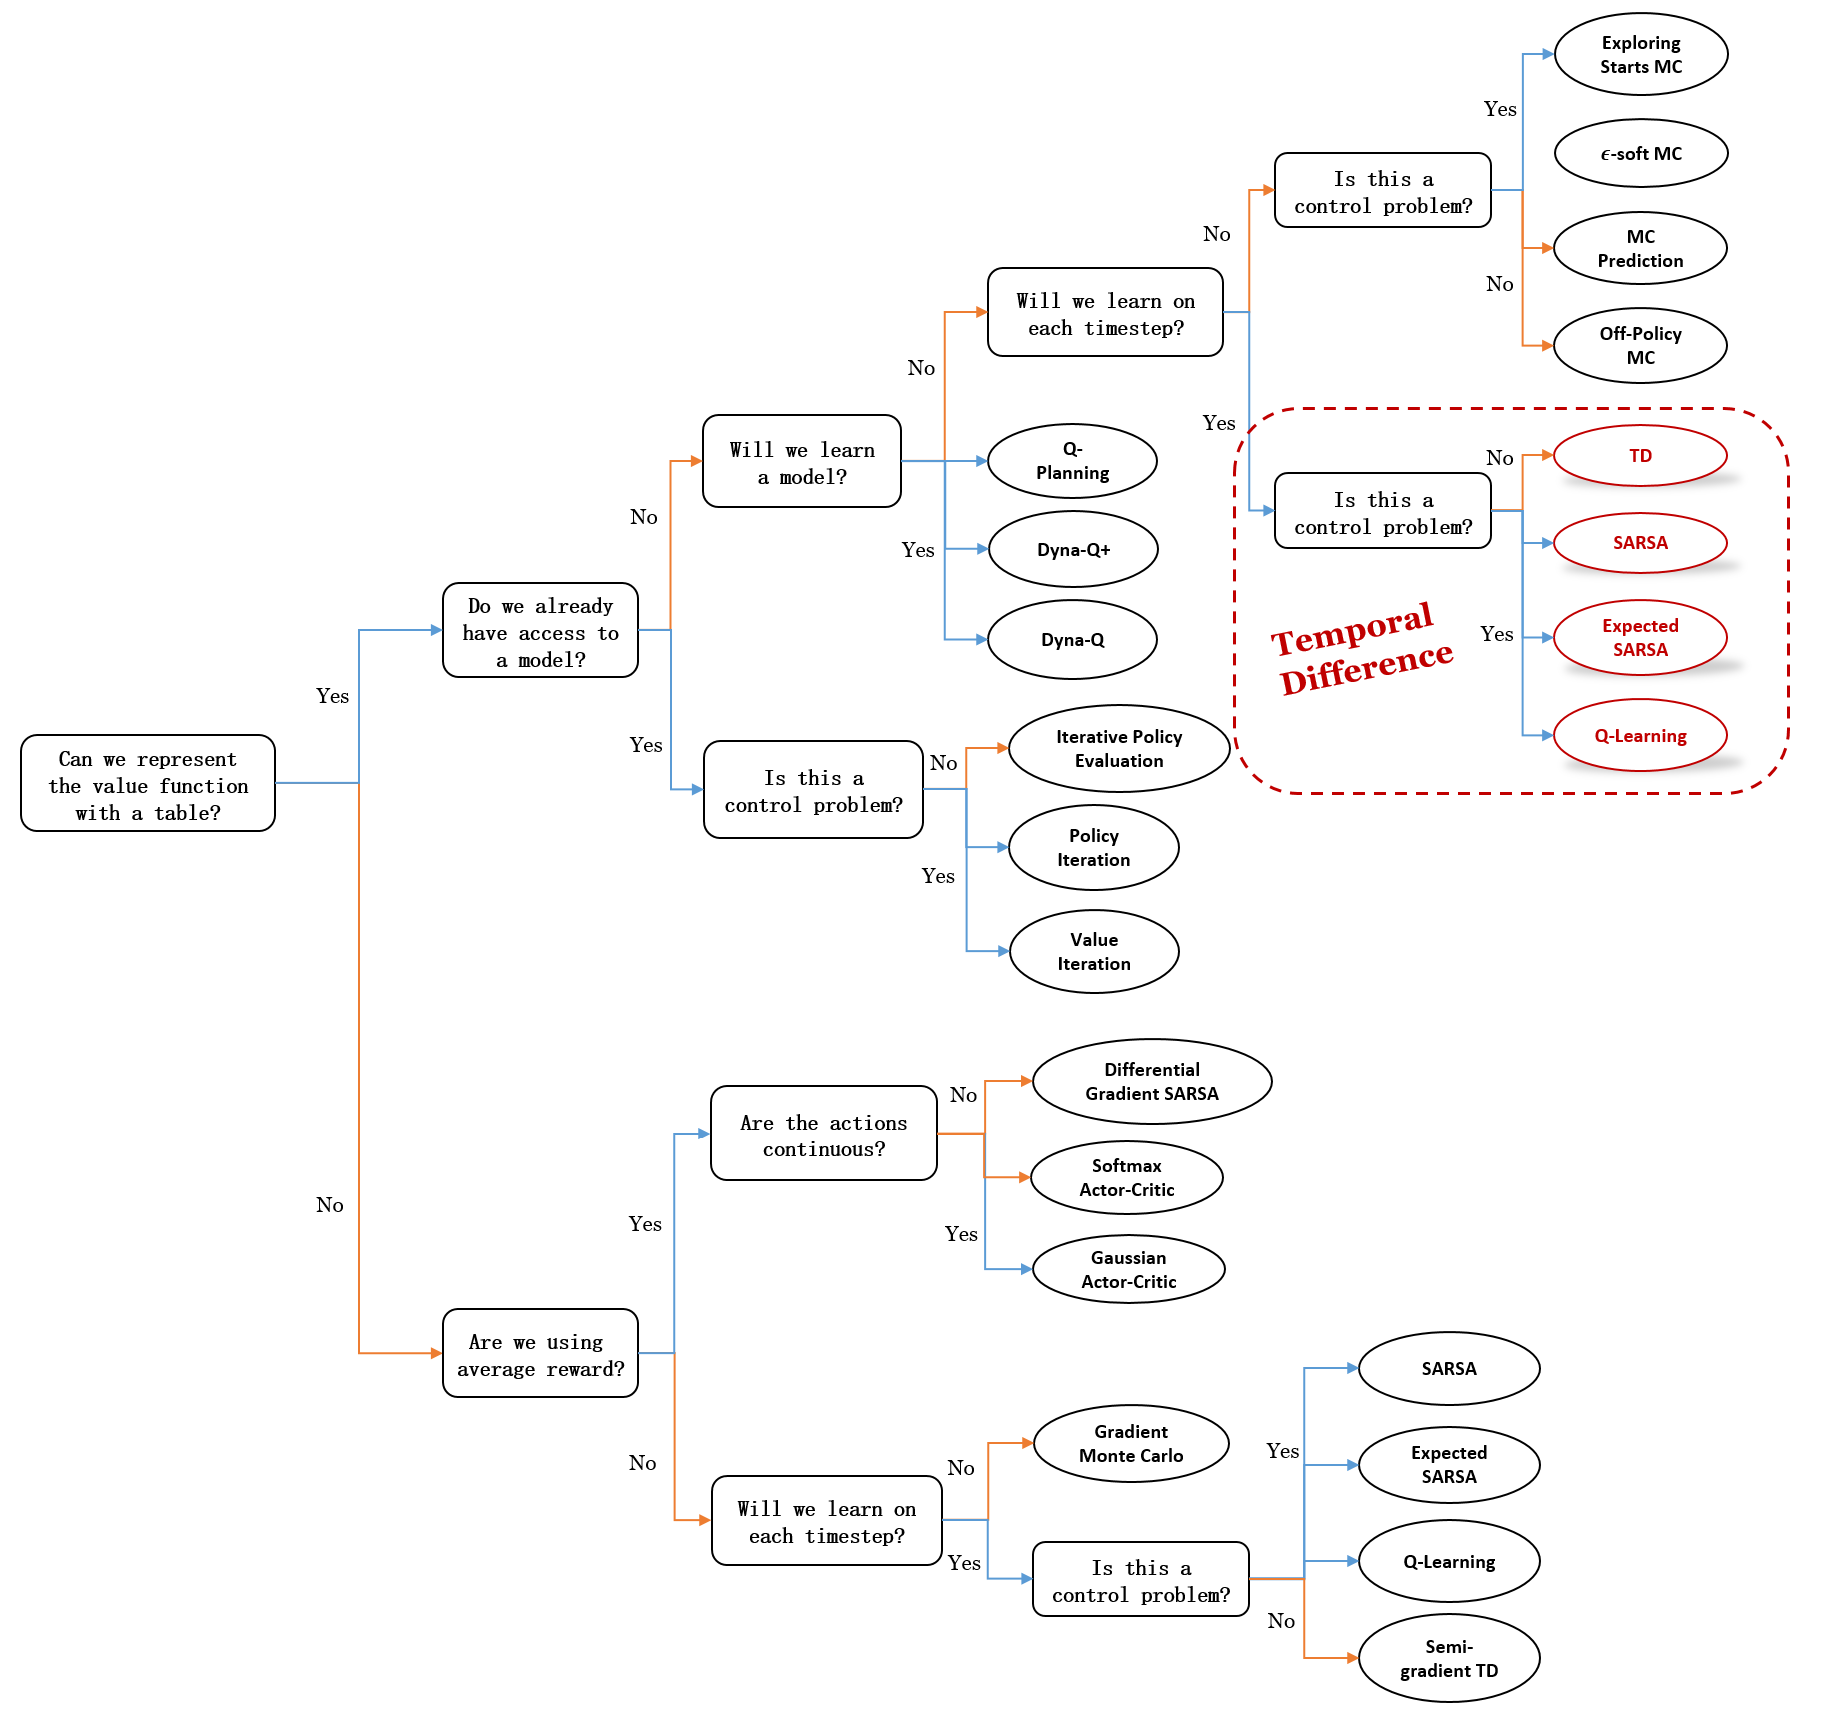 Exploring
Starts MC
Yes
ϵ-soft MC
Is this a
control problem?
No
MC
Prediction
No
Will we learn on
each timestep?
Off-Policy
MC
No
Yes
Will we learn
a model?
Q-
Planning
No
TD
Is this a
control problem?
No
Yes
Dyna-Q+
SARSA
Do we already
have access to
a model?
Dyna-Q
Temporal
Difference
Yes
Expected
SARSA
Yes
Yes
Q-Learning
Can we represent
the value function
with a table?
Is this a
control problem?
No
Iterative Policy
Evaluation
Yes
Policy
Iteration
Value
Iteration
No
Are the actions
continuous?
No
Differential
Gradient SARSA
Softmax
Actor-Critic
Yes
Yes
Gaussian
Actor-Critic
Are we using
average reward?
SARSA
No
No
Gradient
Monte Carlo
Yes
Expected
SARSA
Will we learn on
each timestep?
Yes
Is this a
control problem?
Q-Learning
No
Semi-
gradient TD